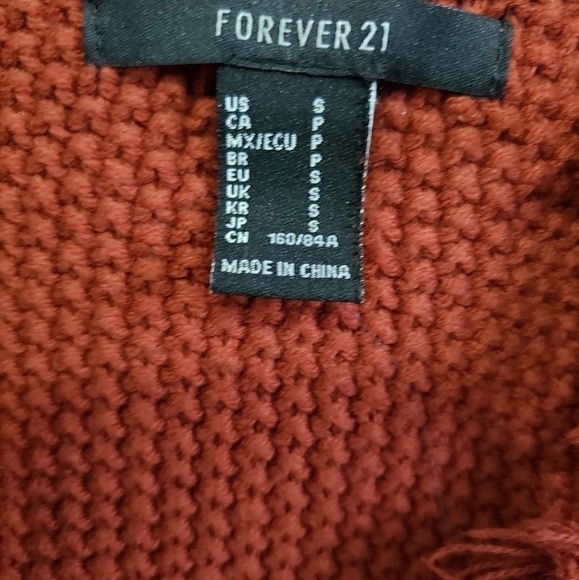 FOREVER 21
US S
CA P
MX/ECU P
BR P
EU S
UK S
KR S
JP S
CN 160/84A
MADE IN CHINA